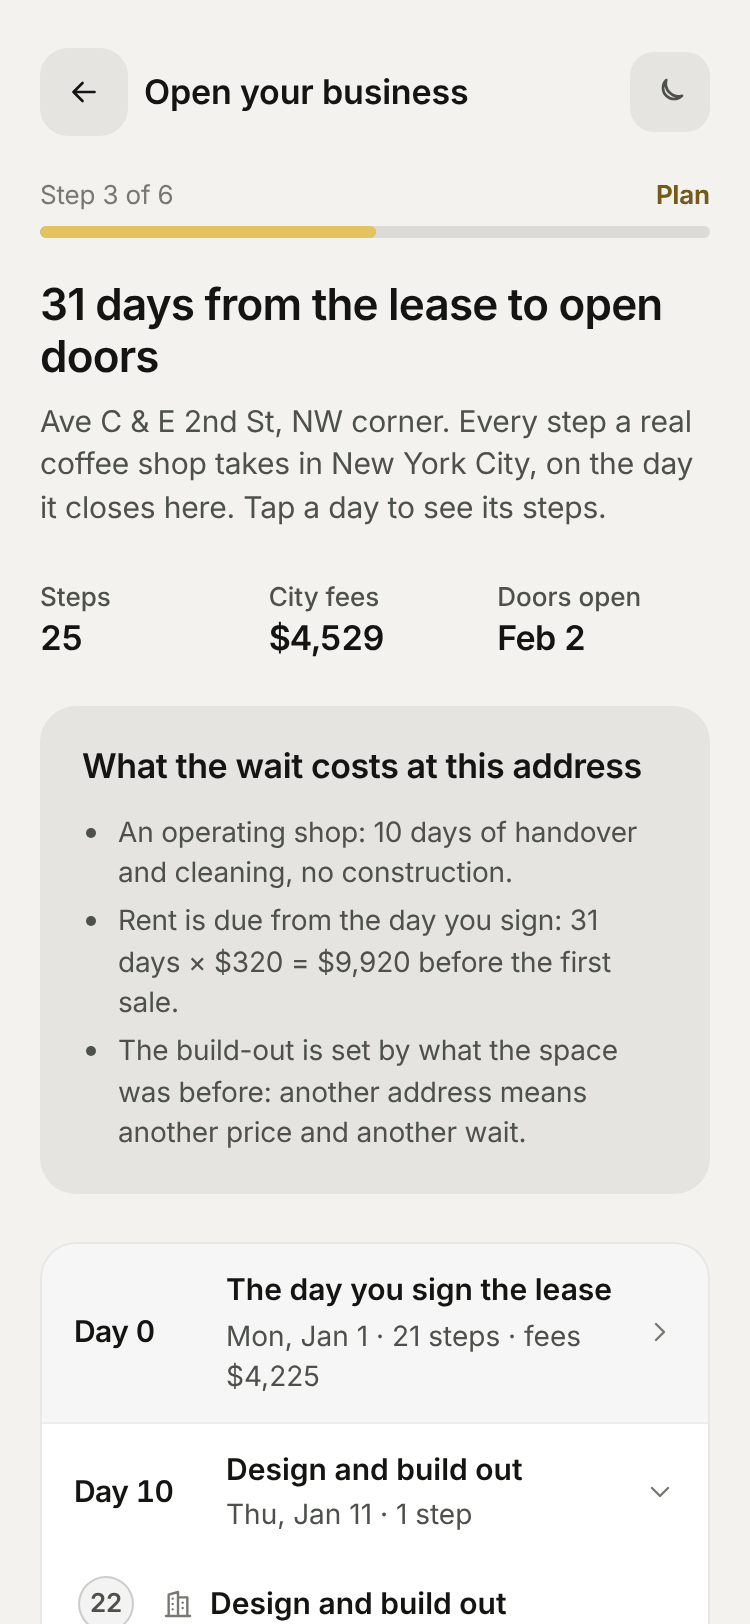 Open your business
Step 3 of 6
Plan
31 days from the lease to open
doors
Ave C & E 2nd St, NW corner. Every step a real
coffee shop takes in New York City, on the day
it closes here. Tap a day to see its steps.
Steps
City fees
Doors open
25
$4,529
Feb 2
What the wait costs at this address
• An operating shop: 10 days of handover
and cleaning, no construction.
• Rent is due from the day you sign: 31
days × $320 = $9,920 before the first
sale.
• The build-out is set by what the space
was before: another address means
another price and another wait.
The day you sign the lease
Day 0
Mon, Jan 1 · 21 steps · fees
$4,225
Design and build out
Day 10
Thu, Jan 11 · 1 step
22 Design and build out